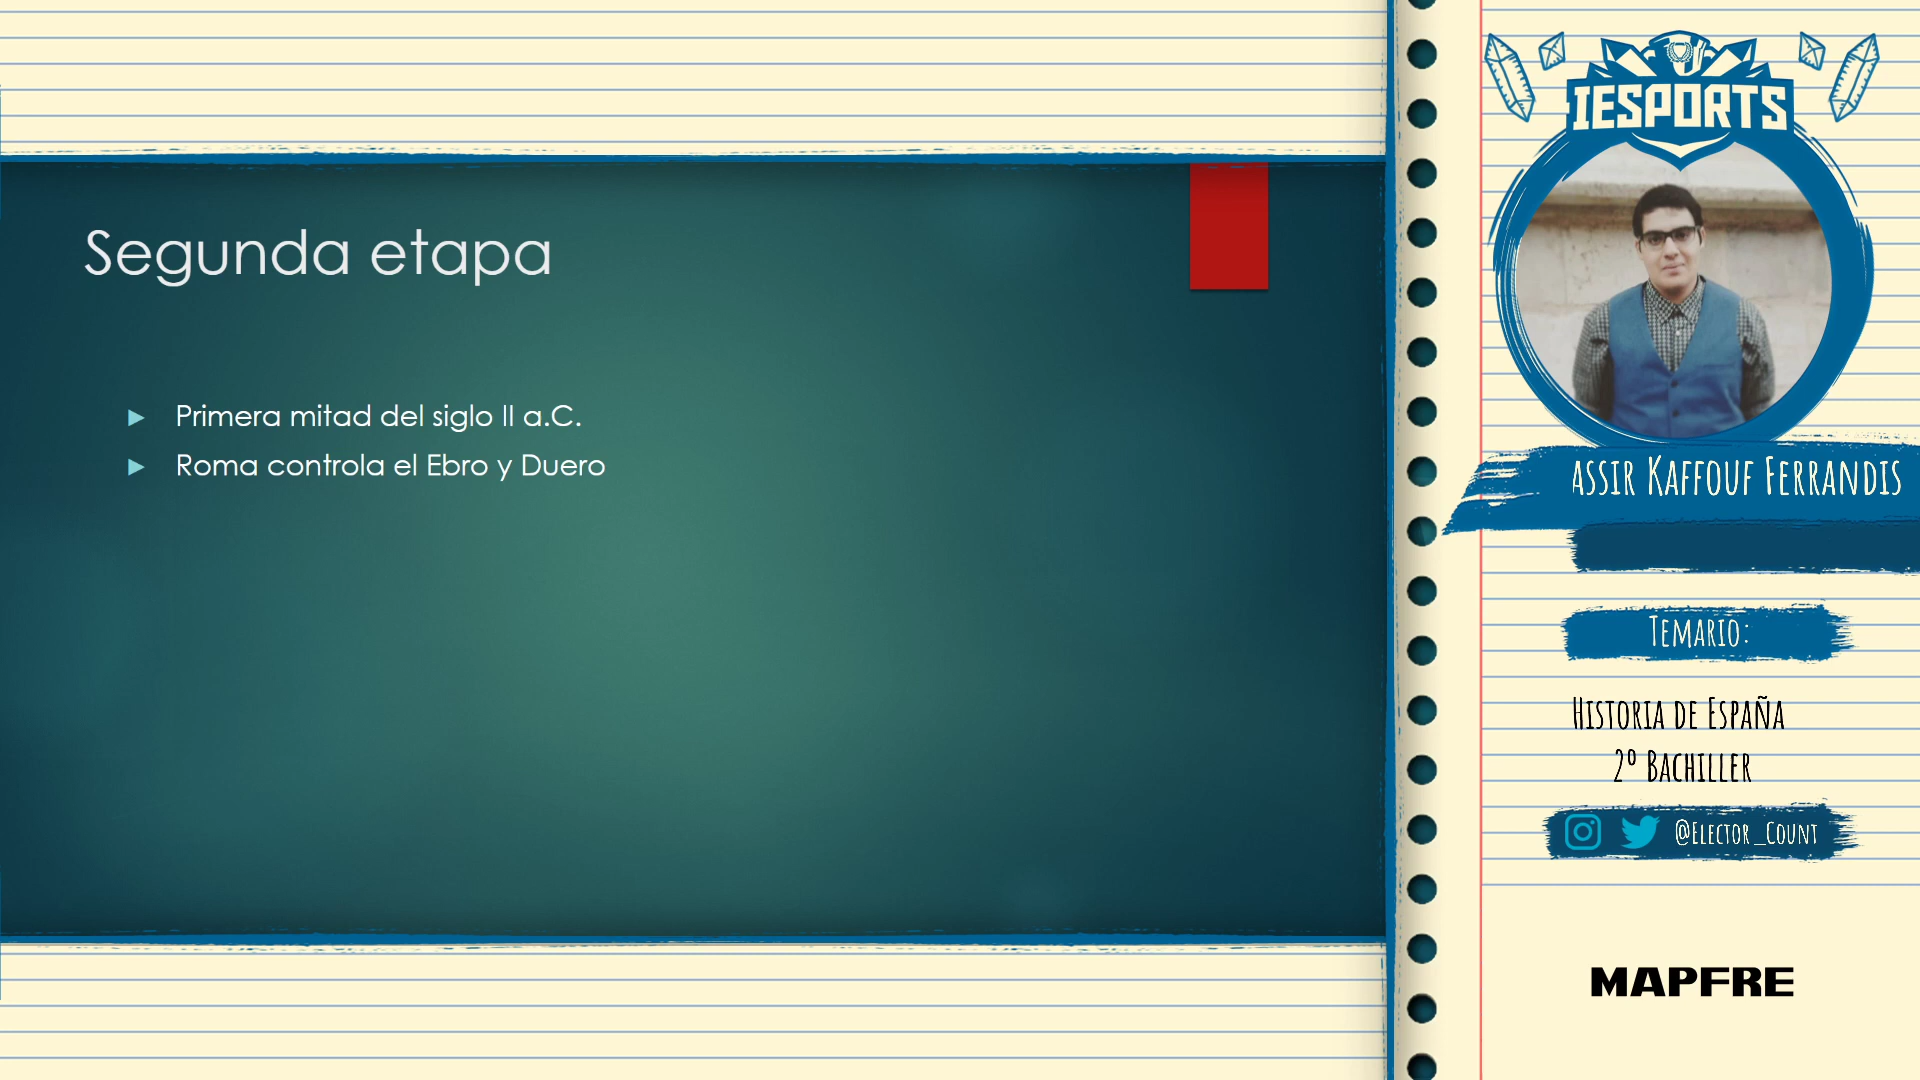 Segunda etapa
Primera mitad del siglo II a.C.
Roma controla el Ebro y Duero
IESPORTS
ASSIR KAFFOUF FERRANDIS
TEMARIO:
HISTORIA DE ESPAÑA
2º BACHILLER
@ELECTOR_COUNT
MAPFRE